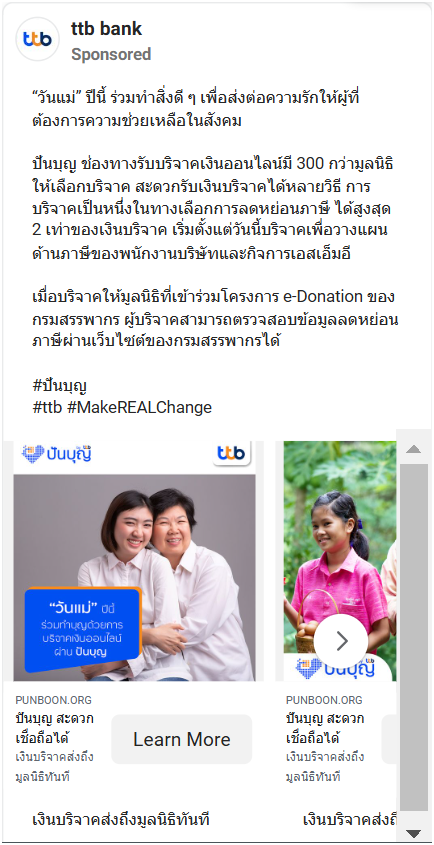 ttb
ttb bank
Sponsored
“วันแม่” ปีนี้ ร่วมทำสิ่งดี ๆ เพื่อส่งต่อความรักให้ผู้ที่
ต้องการความช่วยเหลือในสังคม
ปันบุญ ช่องทางรับบริจาคเงินออนไลน์มี 300 กว่ามูลนิธิ
ให้เลือกบริจาค สะดวกรับเงินบริจาคได้หลายวิธี การ
บริจาคเป็นหนึ่งในทางเลือกการลดหย่อนภาษี ได้สูงสุด
2 เท่าของเงินบริจาค เริ่มตั้งแต่วันนี้บริจาคเพื่อวางแผน
ด้านภาษีของพนักงานบริษัทและกิจการเอสเอ็มอี
เมื่อบริจาคให้มูลนิธิที่เข้าร่วมโครงการ e-Donation ของ
กรมสรรพากร ผู้บริจาคสามารถตรวจสอบข้อมูลลดหย่อน
ภาษีผ่านเว็บไซต์ของกรมสรรพากรได้
#ปันบุญ
#ttb #MakeREALChange
ปันบุญ
ttb
“วันแม่” ปีนี้
ร่วมทำบุญด้วยการ
บริจาคเงินออนไลน์
ผ่าน ปันบุญ
ปันบุญ
PUNBOON.ORG
ปันบุญ สะดวก
เชื่อถือได้
เงินบริจาคส่งถึง
มูลนิธิทันที
Learn More
PUNBOON.ORG
ปันบุญ สะดวก
เชื่อถือได้
เงินบริจาคส่งถึง
มูลนิธิทันที
เงินบริจาคส่งถึงมูลนิธิทันที
เงินบริจาคส่งถึ